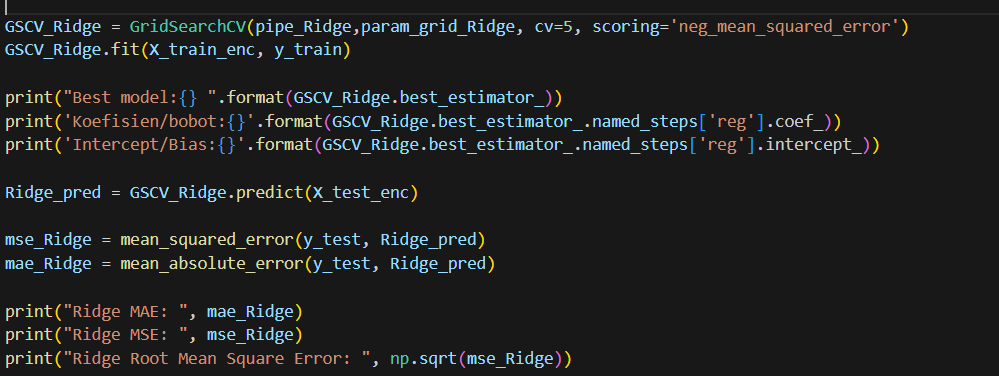 GSCV_Ridge = GridSearchCV(pipe_Ridge,param_grid_Ridge, cv=5, scoring='neg_mean_squared_error')
GSCV_Ridge.fit(X_train_enc, y_train)
print("Best model:{} ".format(GSCV_Ridge.best_estimator_))
print('Koefisien/bobot:{}'.format(GSCV_Ridge.best_estimator_.named_steps['reg'].coef_))
print('Intercept/Bias:{}'.format(GSCV_Ridge.best_estimator_.named_steps['reg'].intercept_))
Ridge_pred = GSCV_Ridge.predict(X_test_enc)
mse_Ridge = mean_squared_error(y_test, Ridge_pred)
mae_Ridge = mean_absolute_error(y_test, Ridge_pred)
print("Ridge MAE: ", mae_Ridge)
print("Ridge MSE: ", mse_Ridge)
print("Ridge Root Mean Square Error: ", np.sqrt(mse_Ridge))